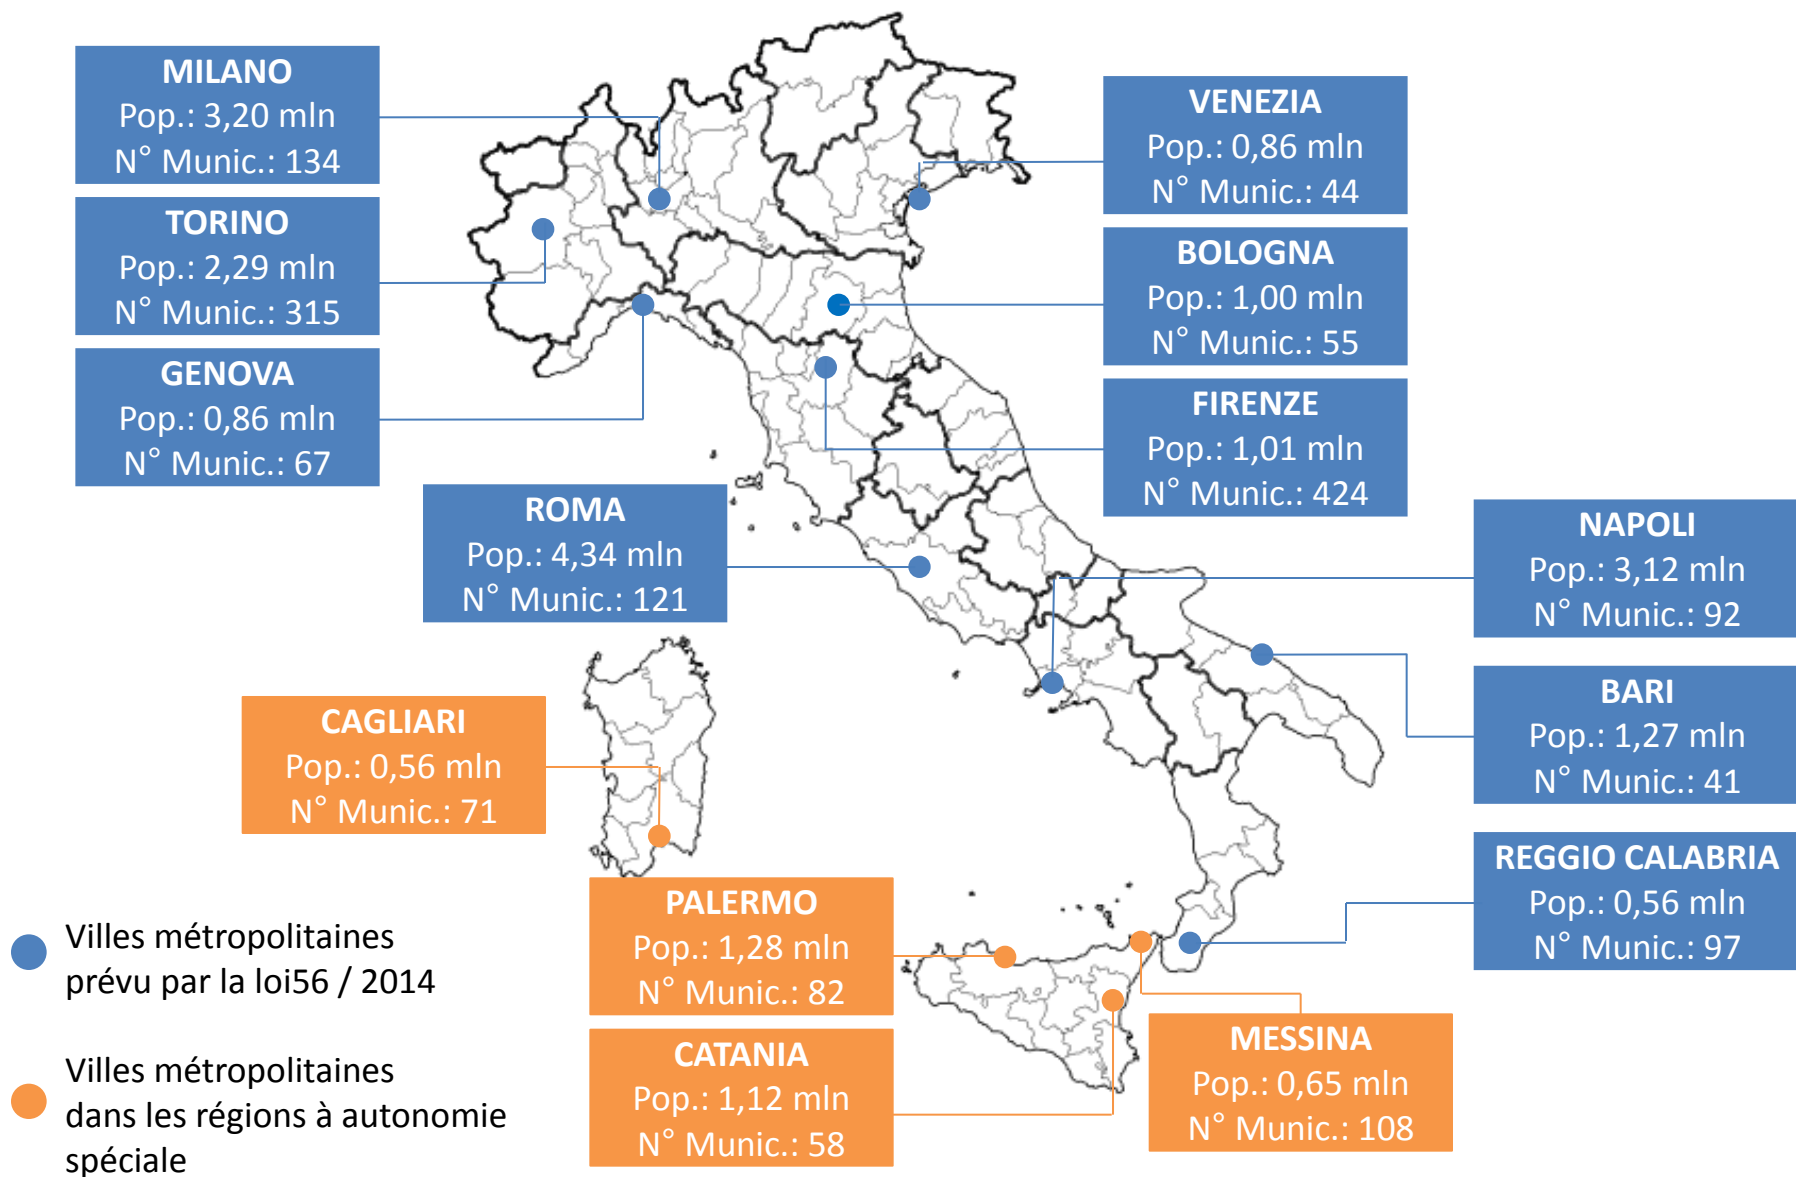 MILANO
Pop.: 3,20 mln
N° Munic.: 134
TORINO
Pop.: 2,29 mln
N° Munic.: 315
GENOVA
Pop.: 0,86 mln
N° Munic.: 67
VENEZIA
Pop.: 0,86 mln
N° Munic.: 44
BOLOGNA
Pop.: 1,00 mln
N° Munic.: 55
FIRENZE
Pop.: 1,01 mln
N° Munic.: 424
ROMA
Pop.: 4,34 mln
N° Munic.: 121
NAPOLI
Pop.: 3,12 mln
N° Munic.: 92
BARI
Pop.: 1,27 mln
N° Munic.: 41
CAGLIARI
Pop.: 0,56 mln
N° Munic.: 71
REGGIO CALABRIA
Pop.: 0,56 mln
N° Munic.: 97
PALERMO
Pop.: 1,28 mln
N° Munic.: 82
CATANIA
Pop.: 1,12 mln
N° Munic.: 58
MESSINA
Pop.: 0,65 mln
N° Munic.: 108
Villes métropolitaines
prévu par la loi56 / 2014
Villes métropolitaines
dans les régions à autonomie
spéciale